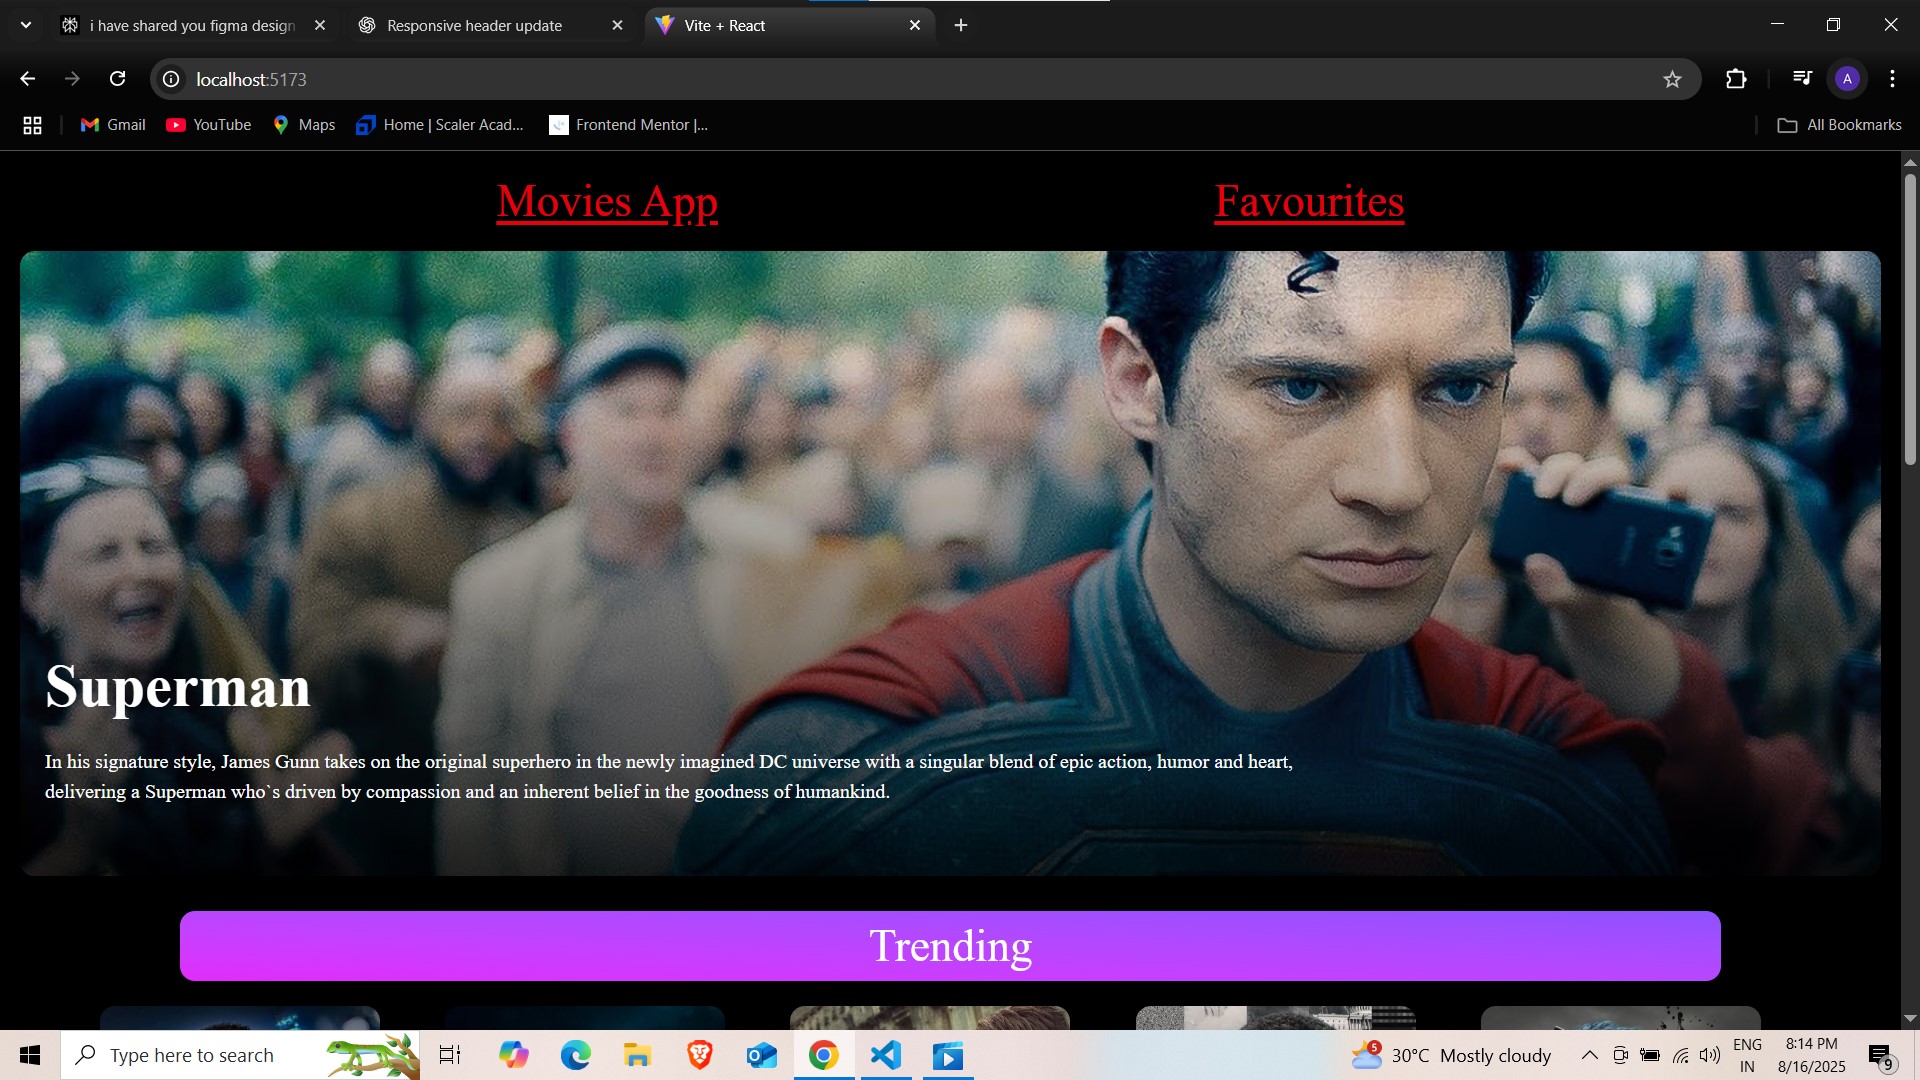 i have shared you figma design
Responsive header update
Vite + React
localhost:5173
A
Gmail
YouTube
Maps
Home | Scaler Acad...
Frontend Mentor |...
All Bookmarks
Movies App
Favourites
Superman
In his signature style, James Gunn takes on the original superhero in the newly imagined DC universe with a singular blend of epic action, humor and heart,
delivering a Superman who`s driven by compassion and an inherent belief in the goodness of humankind.
Trending
Type here to search
5
30°C Mostly cloudy
ENG
IN
8:14 PM
8/16/2025
9